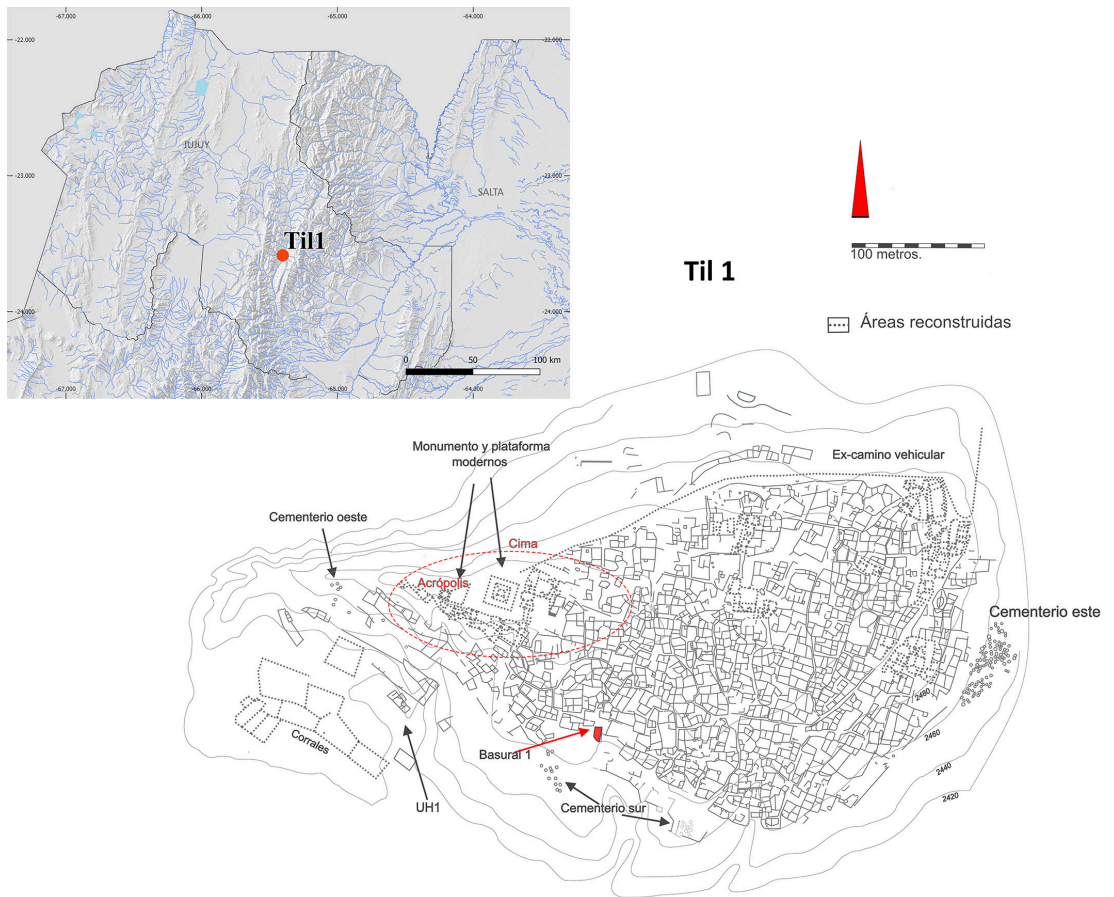 -67.000
-66.000
-65.000
-64.000
-22.000
-22.000
JUJUY
-23.000
-23.000
SALTA
Til1
-24.000
-24.000
0
50
100 km
-67.000
-66.000
-65.000
-64.000
100 metros.
Til 1
Áreas reconstruidas
Monumento y plataforma
modernos
Ex-camino vehicular
Cementerio oeste
Cima
Acrópolis
Cementerio este
2480
2460
2440
2420
Corrales
Basural 1
UH1
Cementerio sur